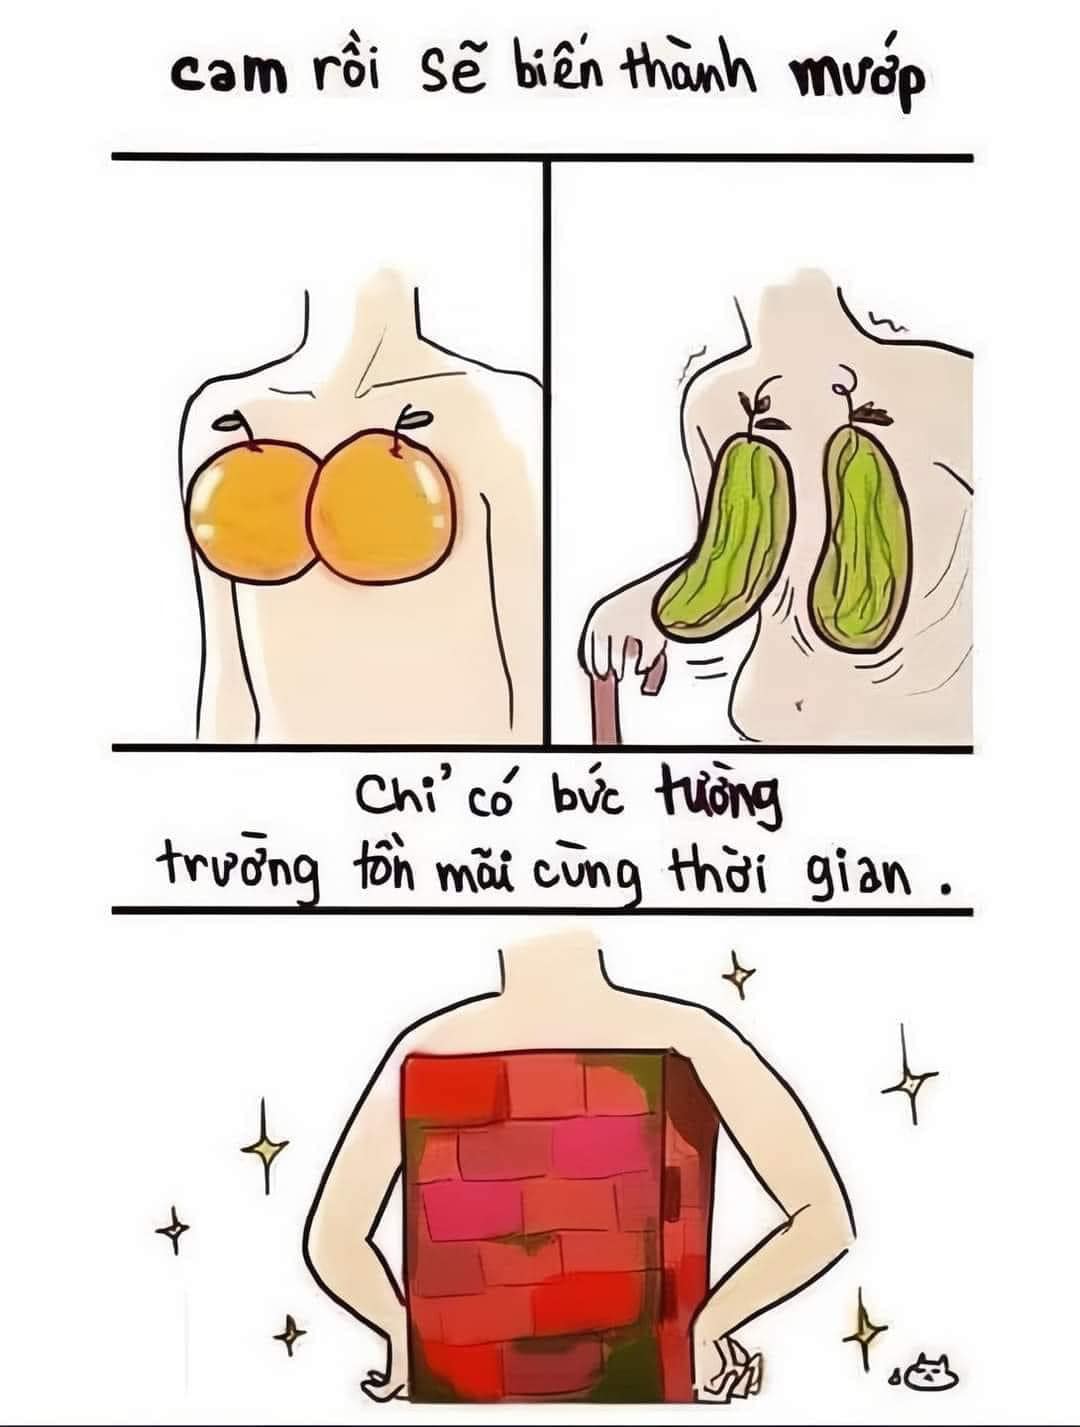 cam rồi sẽ biến thành mướp
Chỉ có bức tường
trường tồn mãi cùng thời gian.